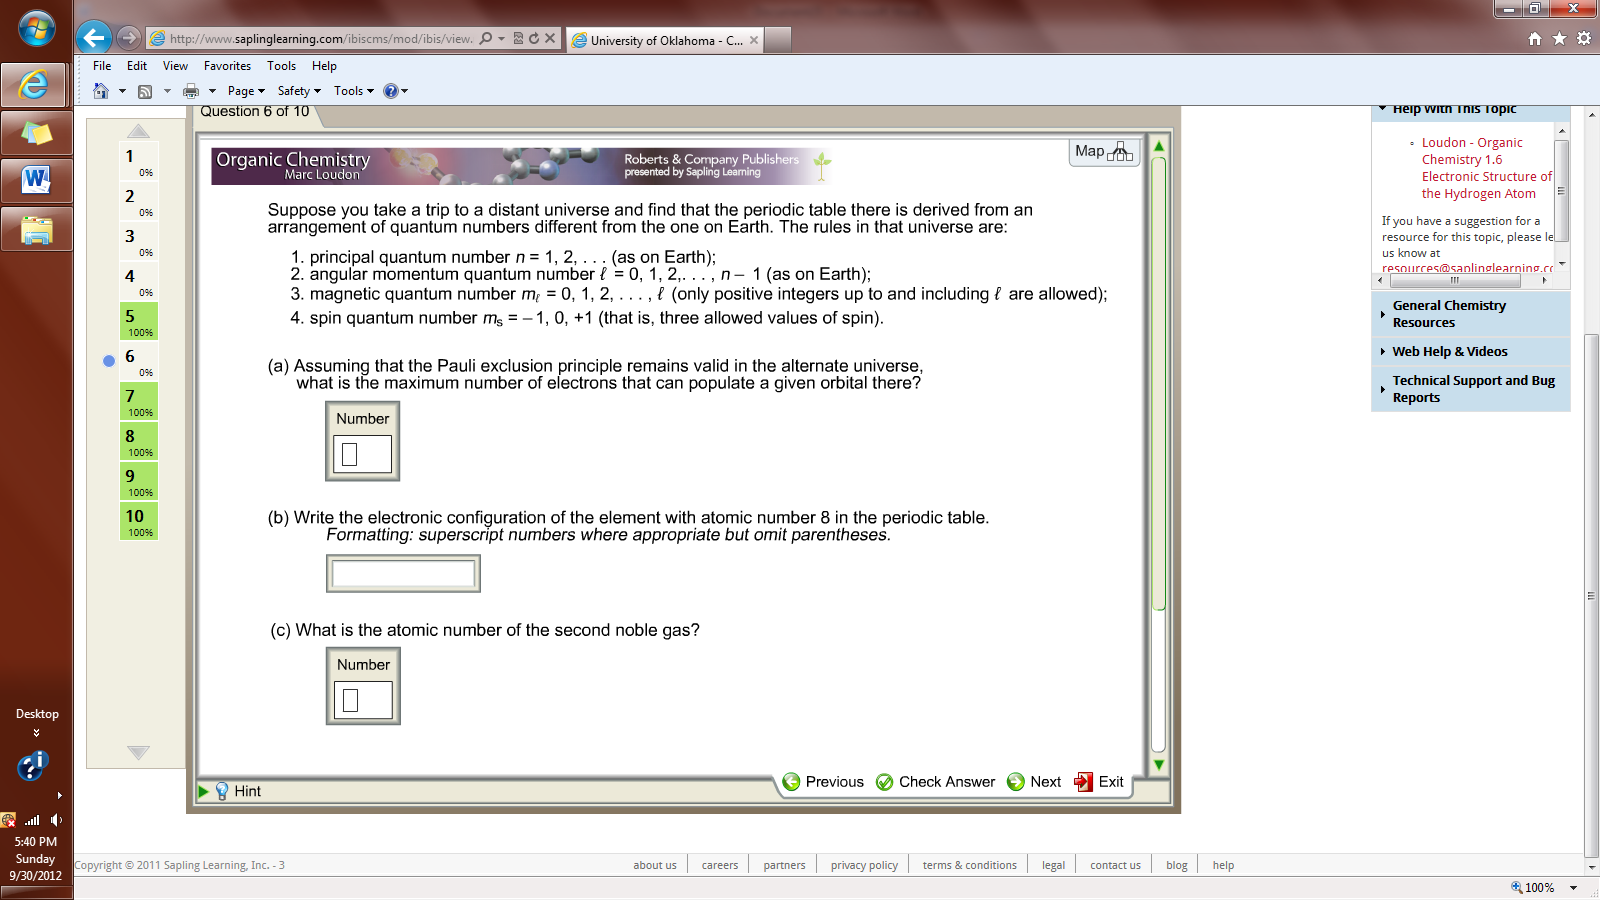 http://www.saplinglearning.com/ibiscms/mod/ibis/view.
University of Oklahoma - C...
File Edit View Favorites Tools Help
Page Safety Tools
Question 6 of 10
1
0%
2
0%
3
0%
4
0%
5
100%
6
0%
7
100%
8
100%
9
100%
10
100%
Organic Chemistry
Marc Loudon
Roberts & Company Publishers
presented by Sapling Learning
Map
Suppose you take a trip to a distant universe and find that the periodic table there is derived from an
arrangement of quantum numbers different from the one on Earth. The rules in that universe are:
1. principal quantum number n = 1, 2, . . . (as on Earth);
2. angular momentum quantum number ℓ = 0, 1, 2,. . . , n – 1 (as on Earth);
3. magnetic quantum number mℓ = 0, 1, 2, . . . , ℓ (only positive integers up to and including ℓ are allowed);
4. spin quantum number ms = – 1, 0, +1 (that is, three allowed values of spin).
(a) Assuming that the Pauli exclusion principle remains valid in the alternate universe,
what is the maximum number of electrons that can populate a given orbital there?
Number
(b) Write the electronic configuration of the element with atomic number 8 in the periodic table.
Formatting: superscript numbers where appropriate but omit parentheses.
(c) What is the atomic number of the second noble gas?
Number
Hint
Previous Check Answer Next Exit
Help With This Topic
Loudon - Organic
Chemistry 1.6
Electronic Structure of
the Hydrogen Atom
If you have a suggestion for a
resource for this topic, please le
us know at
resources@saplinglearning.cc
General Chemistry
Resources
Web Help & Videos
Technical Support and Bug
Reports
Desktop
5:40 PM
Sunday
9/30/2012
Copyright © 2011 Sapling Learning, Inc. - 3
about us careers partners privacy policy terms & conditions legal contact us blog help
100%